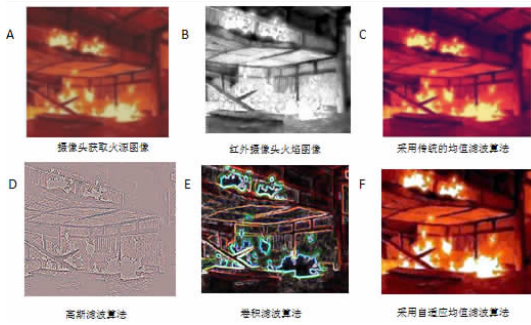 A
B
C
摄像头获取火源图像
红外摄像头火焰图像
采用传统的均值滤波算法
D
E
F
高斯滤波算法
卷积滤波算法
采用自适应均值滤波算法